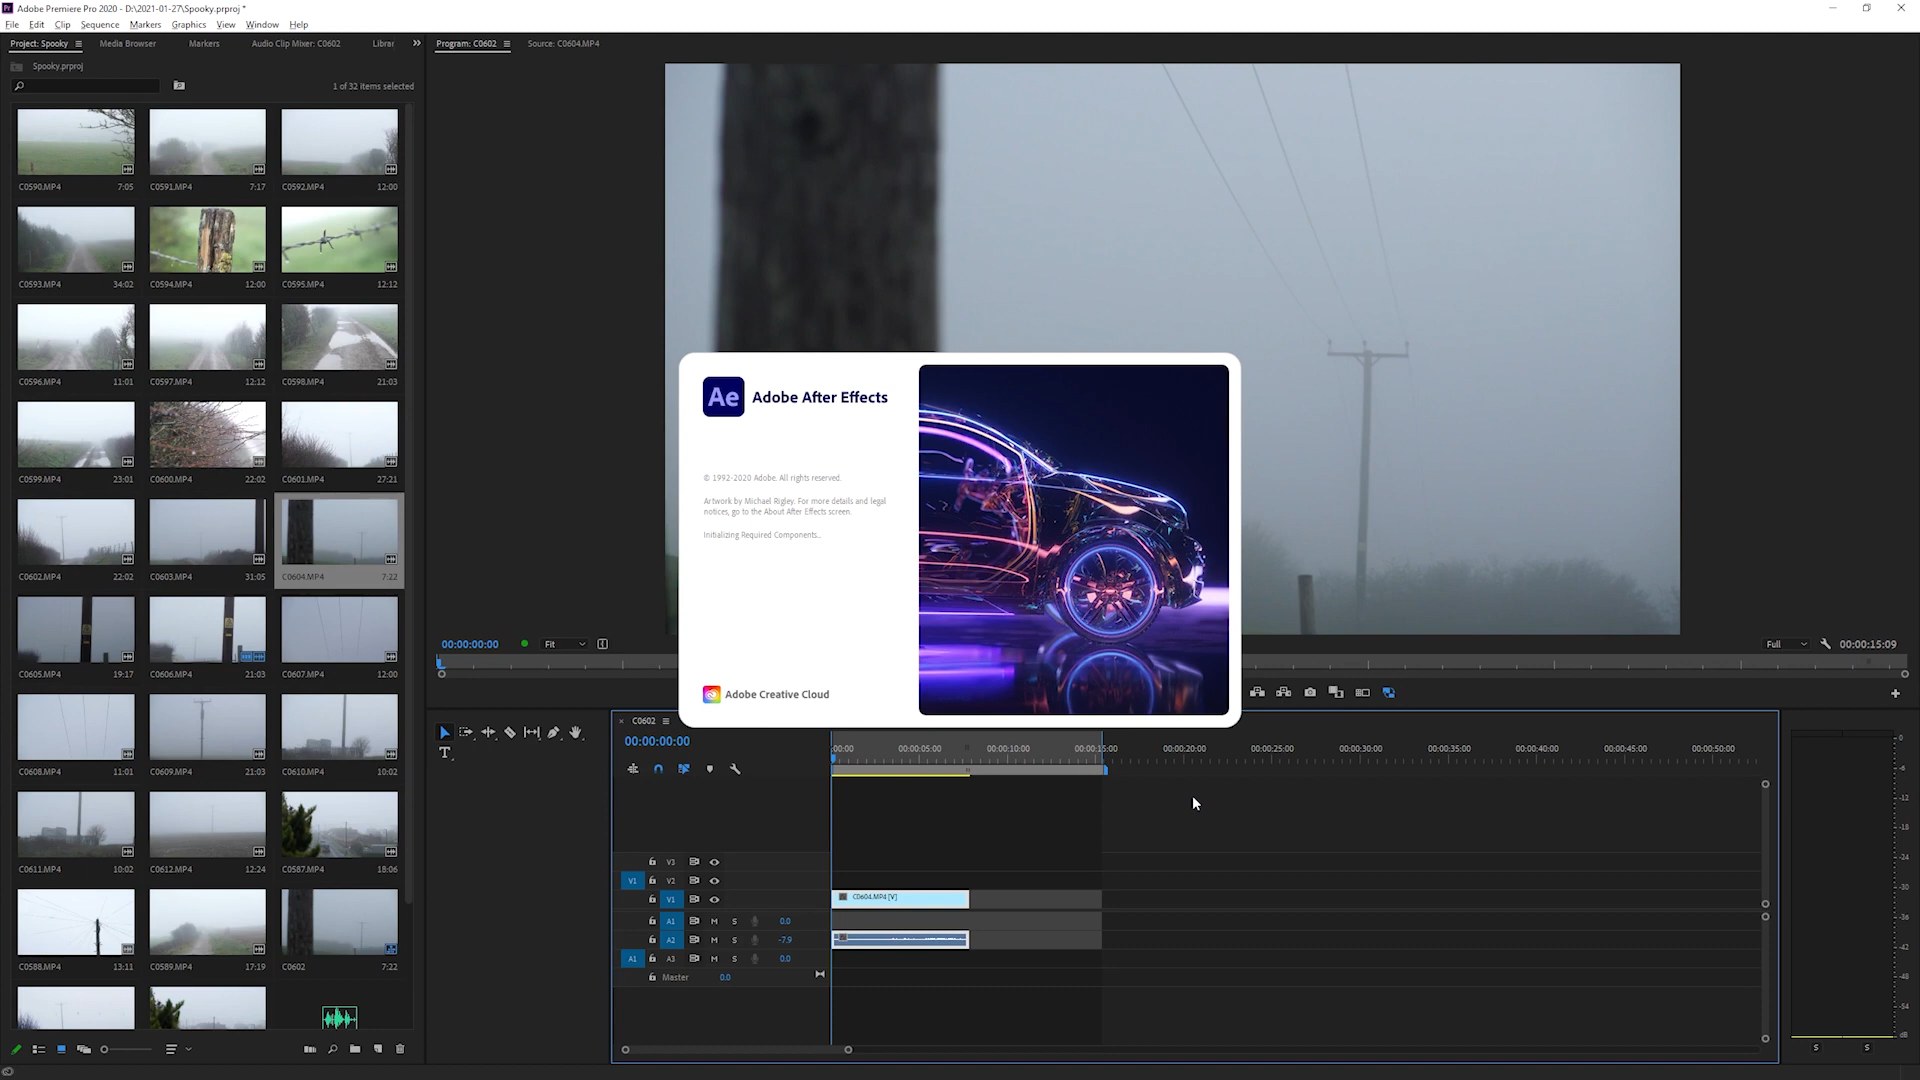 Adobe Premiere Pro 2020 - D:\2021-01-27\Spooky.prproj *
File Edit Clip Sequence Markers Graphics View Window Help
Project: Spooky Media Browser Markers Audio Clip Mixer: C0602 Librar
Program: C0602 Source: C0604.MP4
Spooky.prproj
1 of 32 items selected
C0590.MP4 7:05 C0591.MP4 7:17 C0592.MP4 12:00
C0593.MP4 34:02 C0594.MP4 12:00 C0595.MP4 12:12
C0596.MP4 11:01 C0597.MP4 12:12 C0598.MP4 21:03
C0599.MP4 23:01 C0600.MP4 22:02 C0601.MP4 27:21
C0602.MP4 22:02 C0603.MP4 31:05 C0604.MP4 7:22
C0605.MP4 19:17 C0606.MP4 21:03 C0607.MP4 12:00
C0608.MP4 11:01 C0609.MP4 21:03 C0610.MP4 10:02
C0611.MP4 10:02 C0612.MP4 12:24 C0587.MP4 18:06
C0588.MP4 13:11 C0589.MP4 17:19 C0602 7:22
Ae Adobe After Effects
© 1992-2020 Adobe. All rights reserved.
Artwork by Michael Rigley. For more details and legal
notices, go to the About After Effects screen.
Initializing Required Components...
Adobe Creative Cloud
00:00:00:00 Fit Full 00:00:15:09
C0602
00:00:00:00
:00:00 00:00:05:00 00:00:10:00 00:00:15:00 00:00:20:00 00:00:25:00 00:00:30:00 00:00:35:00 00:00:40:00 00:00:45:00 00:00:50:00
V3
V1 V2
V1 C0604.MP4 [V]
A1 M S 0.0
A2 M S -7.9
A1 A3 M S 0.0
Master 0.0
0
-6
-12
-18
-24
-30
-36
-42
-48
-54
dB
S S